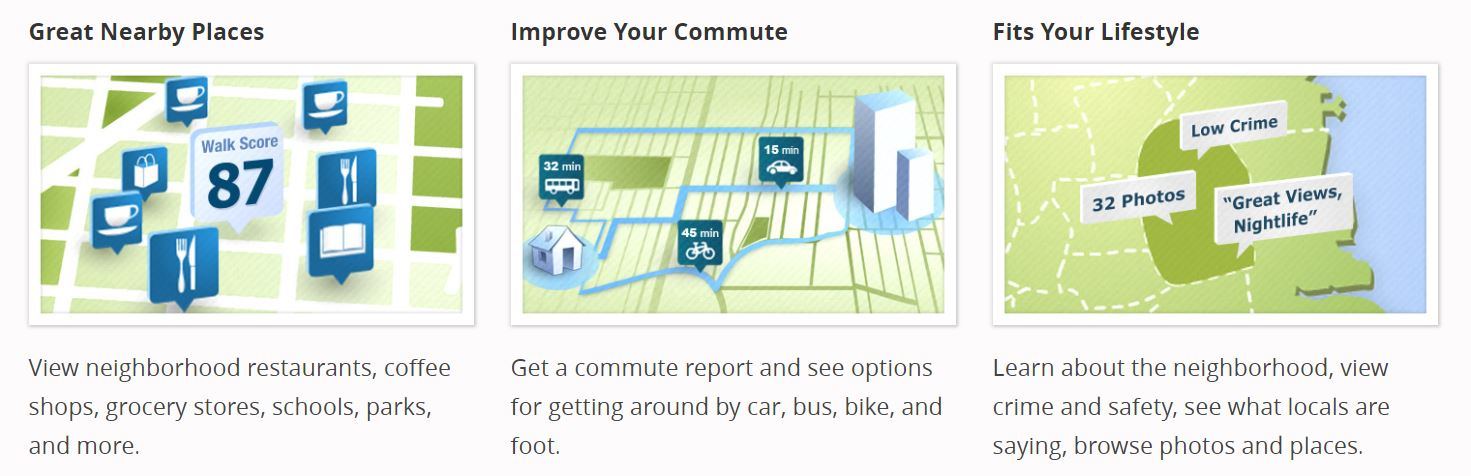 Great Nearby Places
Walk Score
87
View neighborhood restaurants, coffee
shops, grocery stores, schools, parks,
and more.
Improve Your Commute
15 min
32 min
45 min
Get a commute report and see options
for getting around by car, bus, bike, and
foot.
Fits Your Lifestyle
Low Crime
32 Photos
“Great Views,
Nightlife”
Learn about the neighborhood, view
crime and safety, see what locals are
saying, browse photos and places.